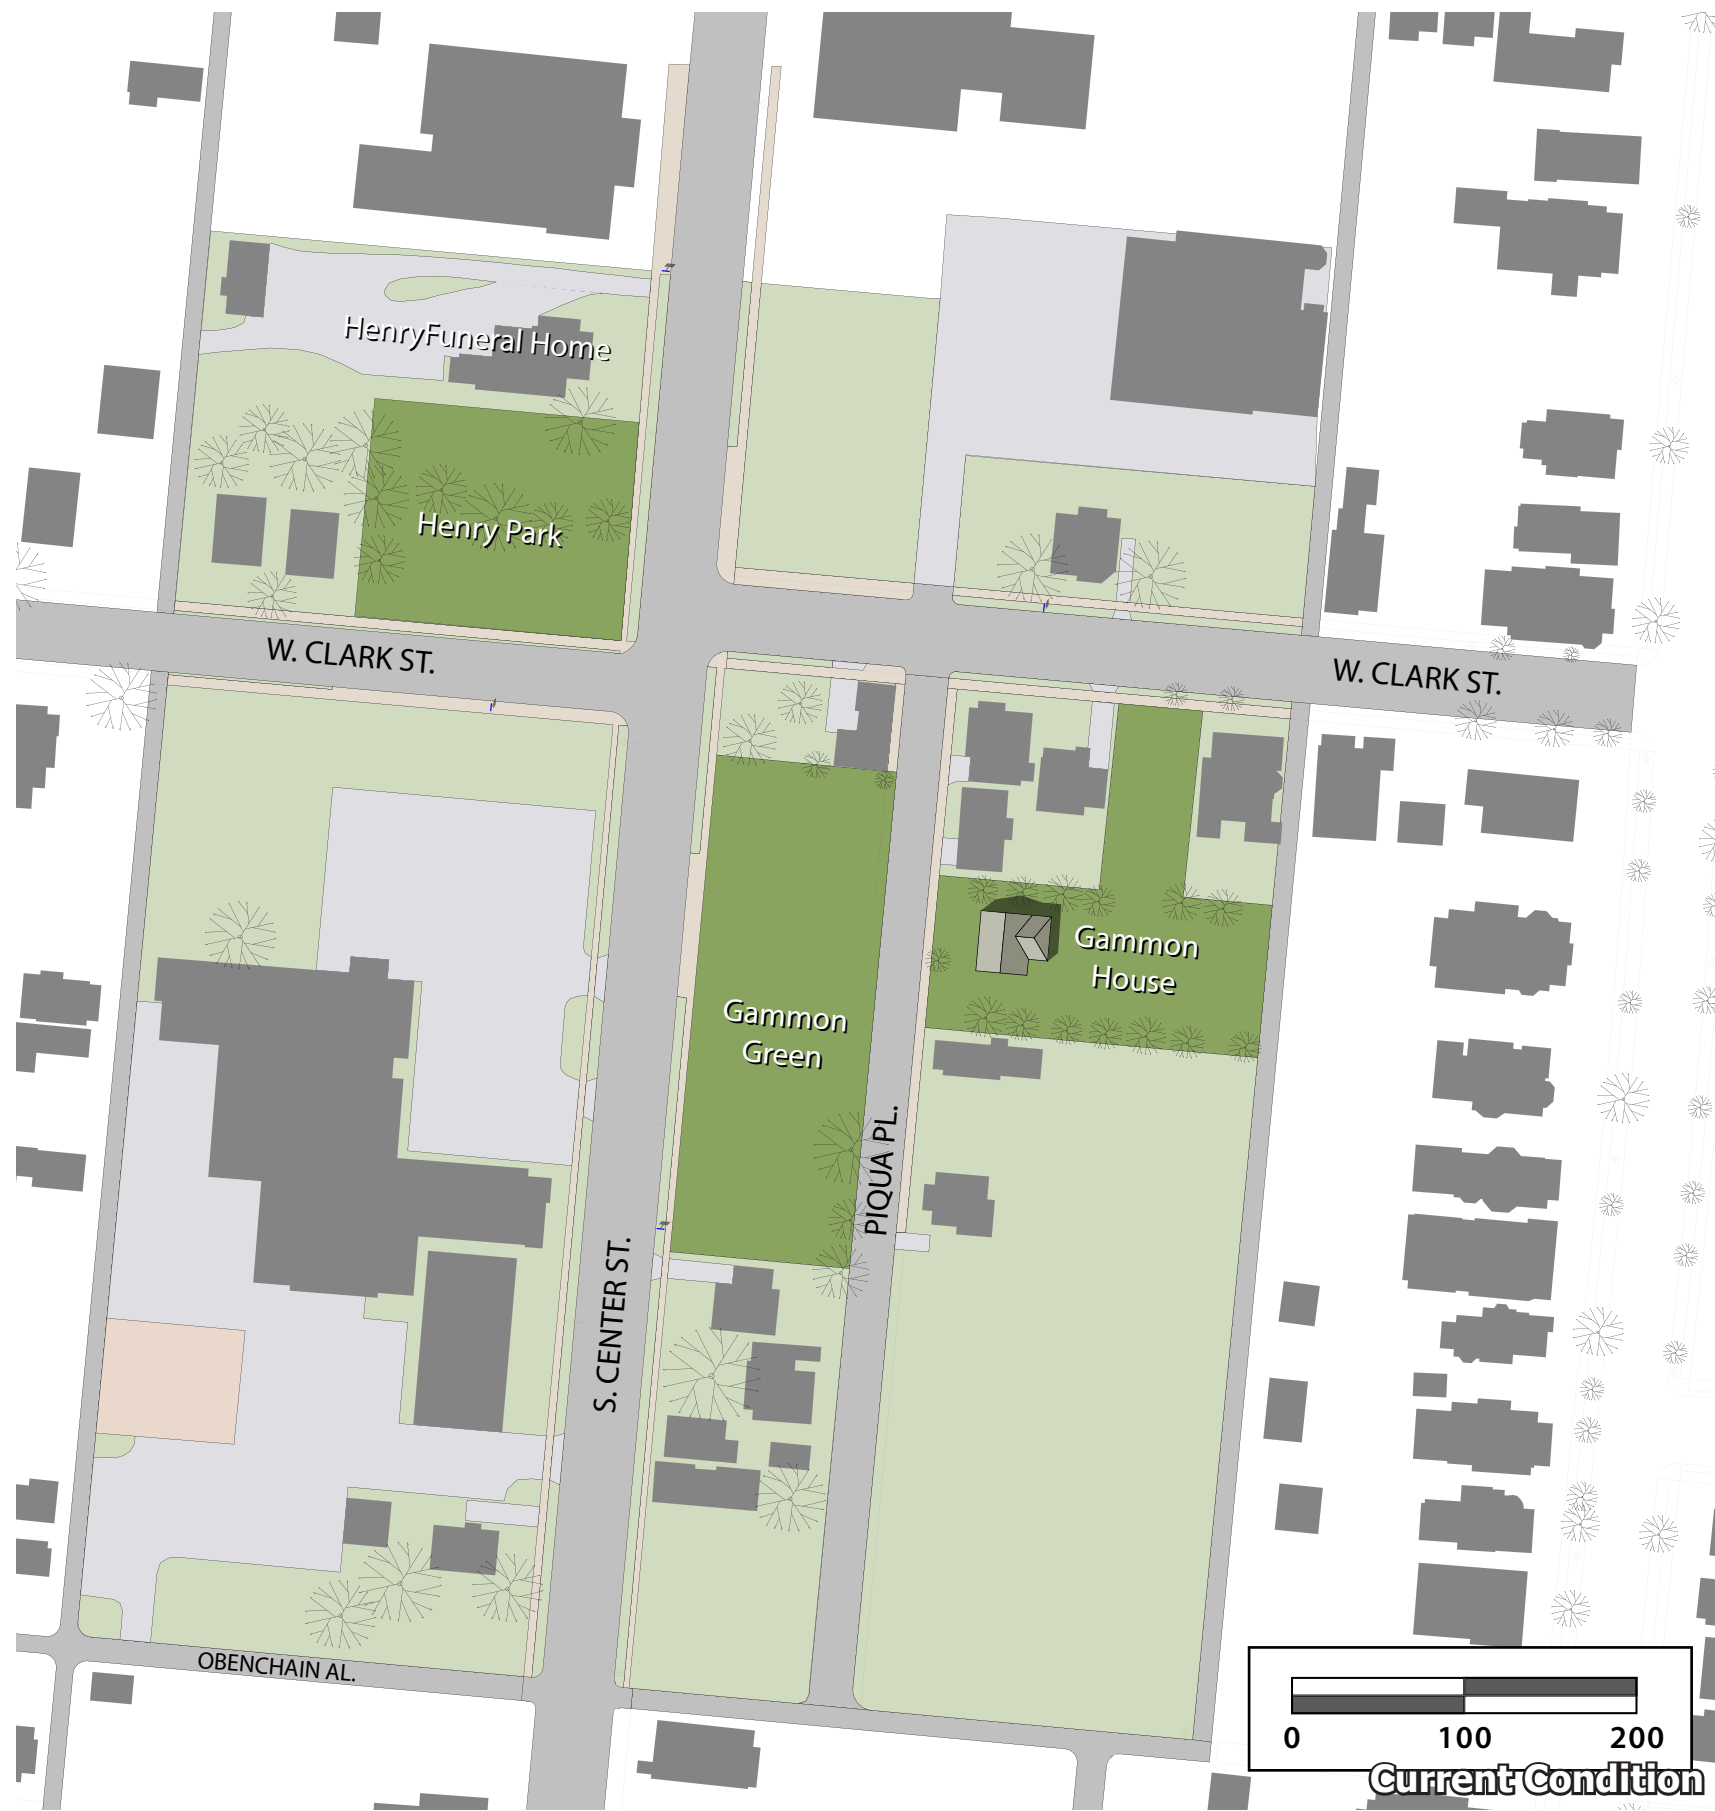 HenryFuneral Home
Henry Park
W. CLARK ST.
W. CLARK ST.
Gammon
House
Gammon
Green
PIQUA PL.
S. CENTER ST.
OBENCHAIN AL.
0 100 200
Current Condition